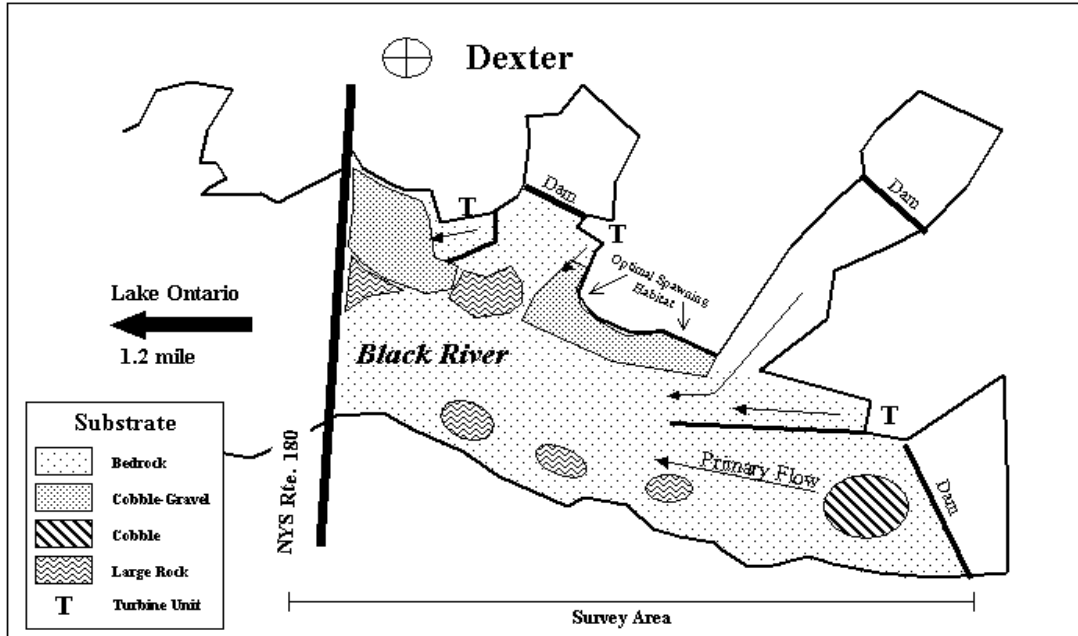 Dexter
Dam
Dam
T
T
Optimal Spawning
Habitat
Lake Ontario
1.2 mile
Black River
T
Primary Flow
Dam
NYS Rte. 180
Substrate
Bedrock
Cobble-Gravel
Cobble
Large Rock
T Turbine Unit
Survey Area